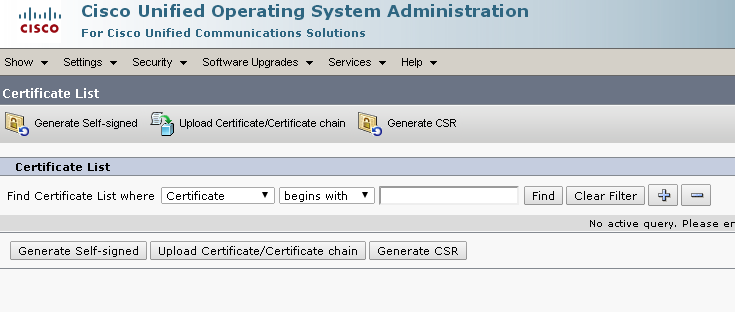 CISCO
Cisco Unified Operating System Administration
For Cisco Unified Communications Solutions
Show Settings Security Software Upgrades Services Help
Certificate List
Generate Self-signed Upload Certificate/Certificate chain Generate CSR
Certificate List
Find Certificate List where Certificate begins with Find Clear Filter
No active query. Please
Generate Self-signed Upload Certificate/Certificate chain Generate CSR